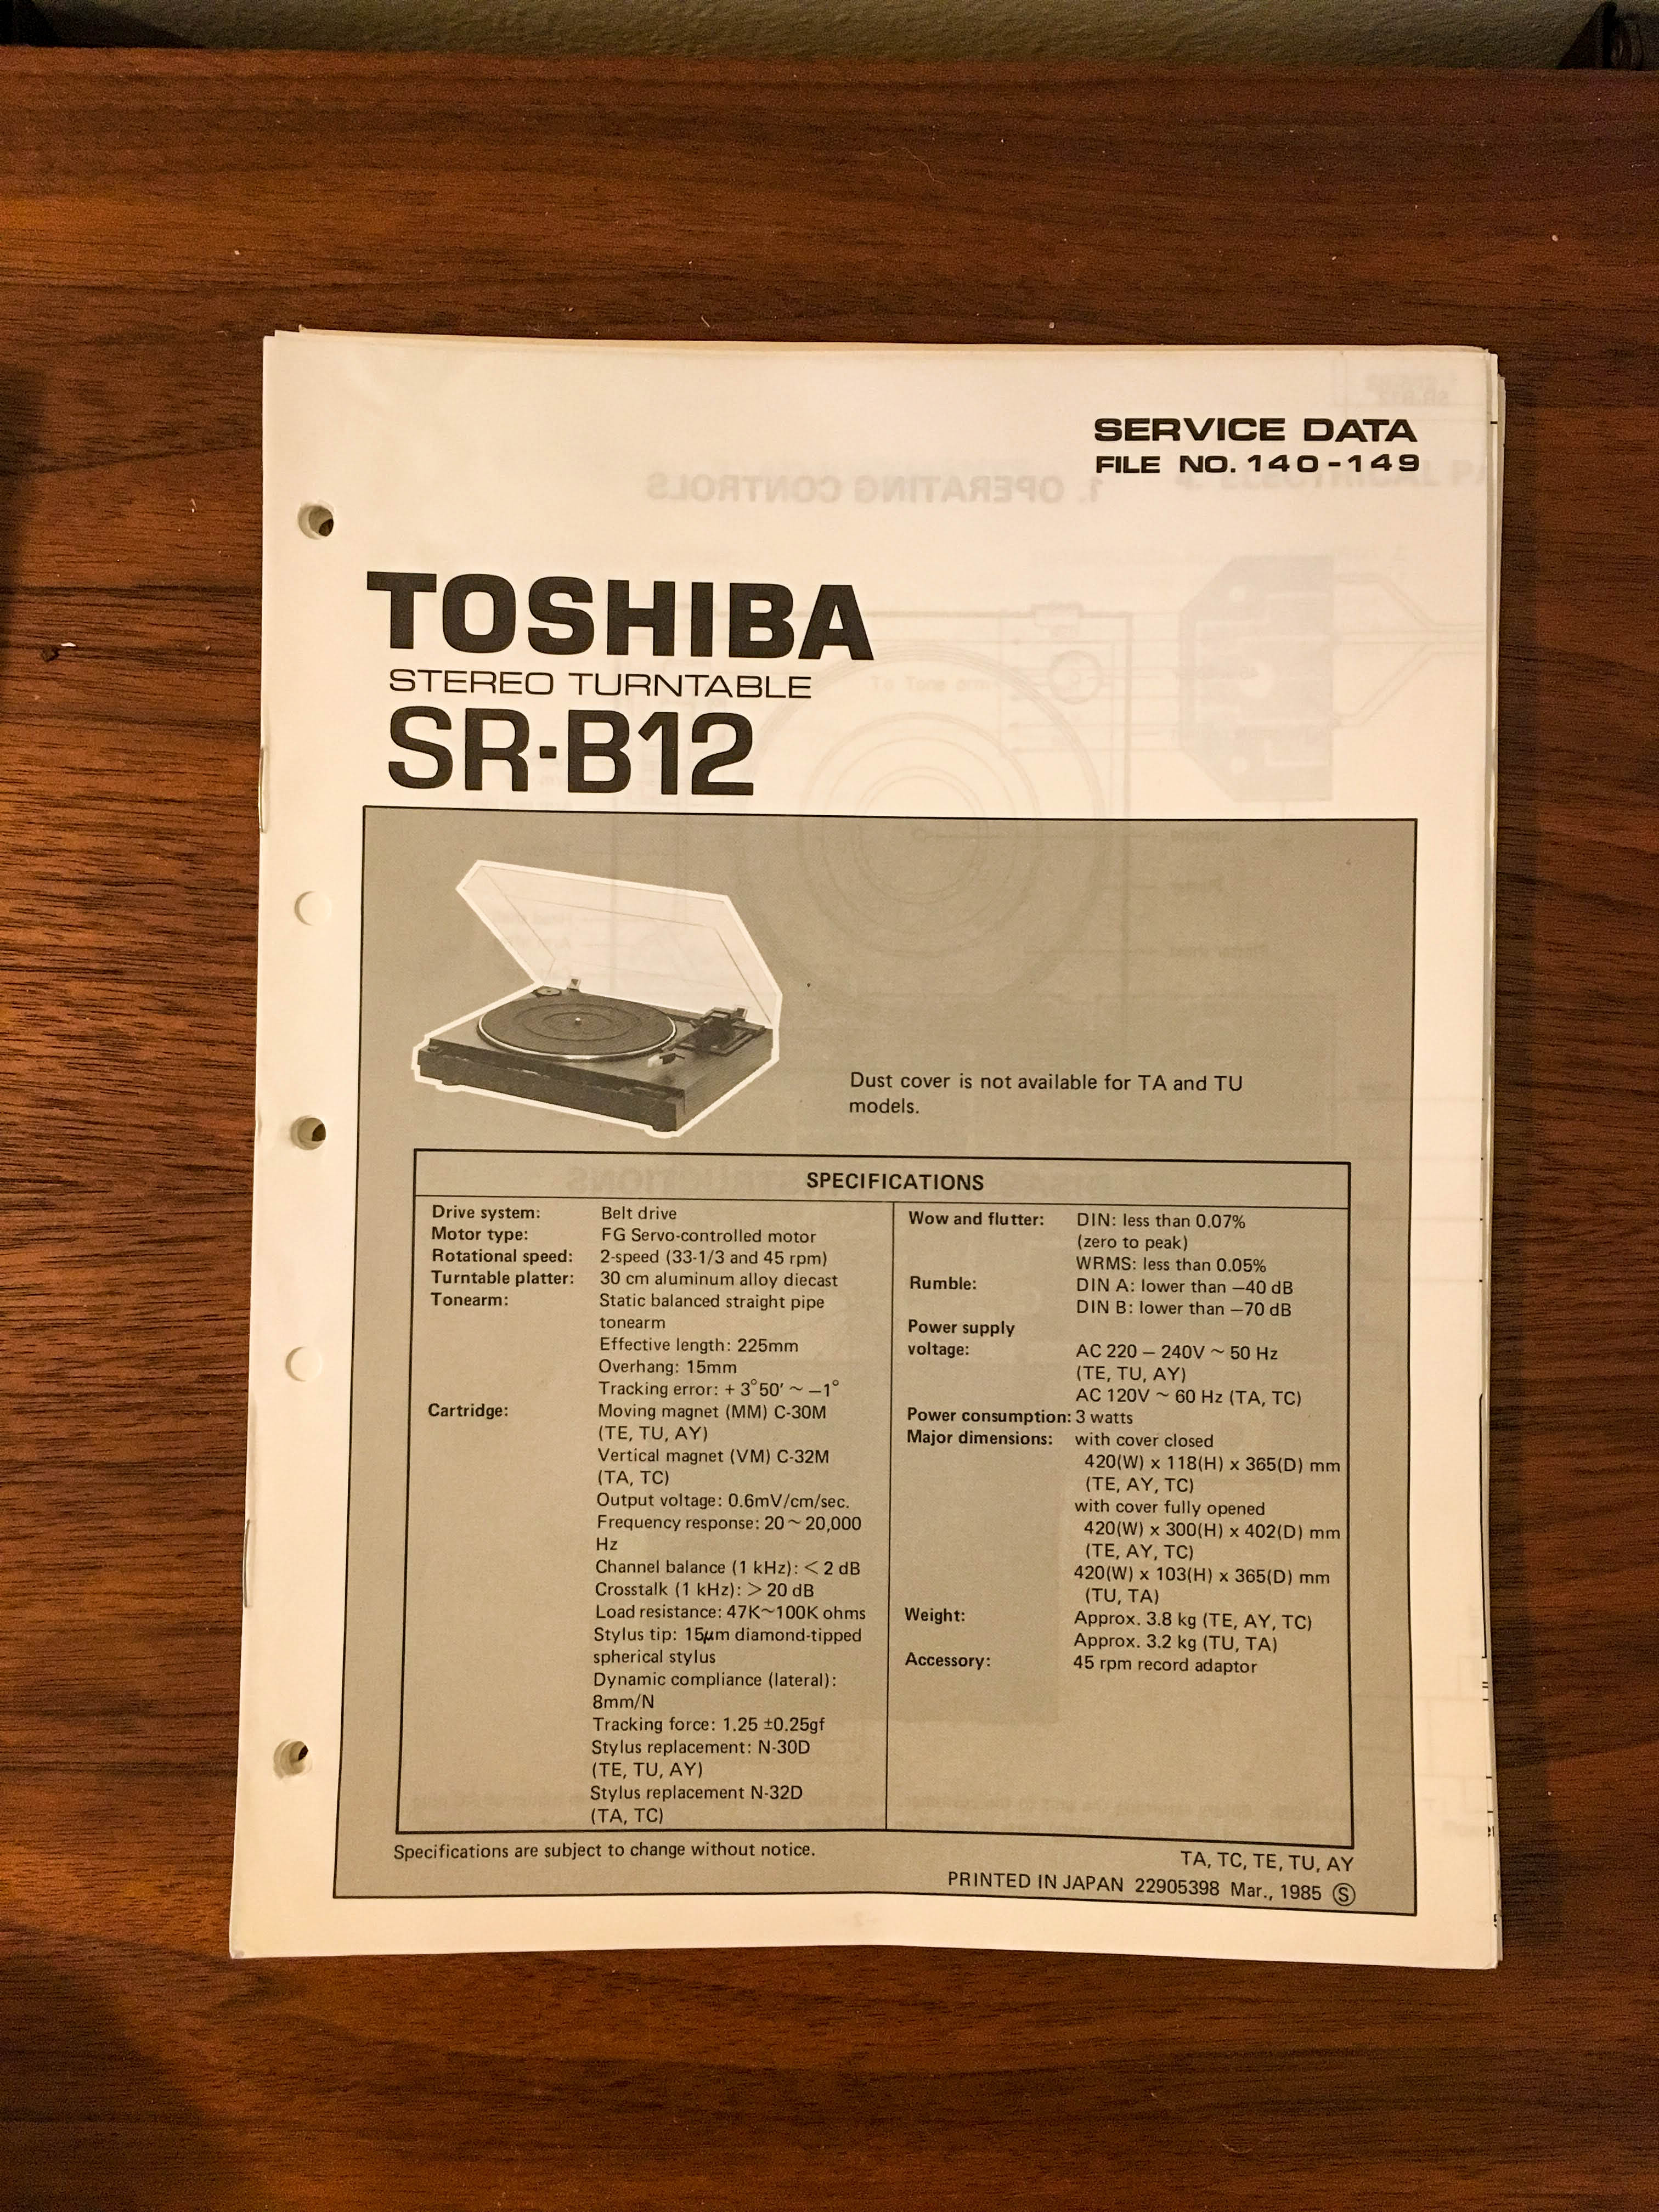 SERVICE DATA
FILE NO. 140-149
TOSHIBA
STEREO TURNTABLE
SR-B12
Dust cover is not available for TA and TU
models.
SPECIFICATIONS
Drive system: Belt drive
Motor type: FG Servo-controlled motor
Rotational speed: 2-speed (33-1/3 and 45 rpm)
Turntable platter: 30 cm aluminum alloy diecast
Tonearm: Static balanced straight pipe
tonearm
Effective length: 225mm
Overhang: 15mm
Tracking error: + 3°50′ ~ −1°
Cartridge: Moving magnet (MM) C-30M
(TE, TU, AY)
Vertical magnet (VM) C-32M
(TA, TC)
Output voltage: 0.6mV/cm/sec.
Frequency response: 20 ~ 20,000
Hz
Channel balance (1 kHz): < 2 dB
Crosstalk (1 kHz): > 20 dB
Load resistance: 47K~100K ohms
Stylus tip: 15μm diamond-tipped
spherical stylus
Dynamic compliance (lateral):
8mm/N
Tracking force: 1.25 ±0.25gf
Stylus replacement: N-30D
(TE, TU, AY)
Stylus replacement N-32D
(TA, TC)
Wow and flutter: DIN: less than 0.07%
(zero to peak)
WRMS: less than 0.05%
Rumble: DIN A: lower than −40 dB
DIN B: lower than −70 dB
Power supply
voltage: AC 220 − 240V ~ 50 Hz
(TE, TU, AY)
AC 120V ~ 60 Hz (TA, TC)
Power consumption: 3 watts
Major dimensions: with cover closed
420(W) x 118(H) x 365(D) mm
(TE, AY, TC)
with cover fully opened
420(W) x 300(H) x 402(D) mm
(TE, AY, TC)
420(W) x 103(H) x 365(D) mm
(TU, TA)
Weight: Approx. 3.8 kg (TE, AY, TC)
Approx. 3.2 kg (TU, TA)
Accessory: 45 rpm record adaptor
Specifications are subject to change without notice.
TA, TC, TE, TU, AY
PRINTED IN JAPAN 22905398 Mar., 1985 Ⓢ